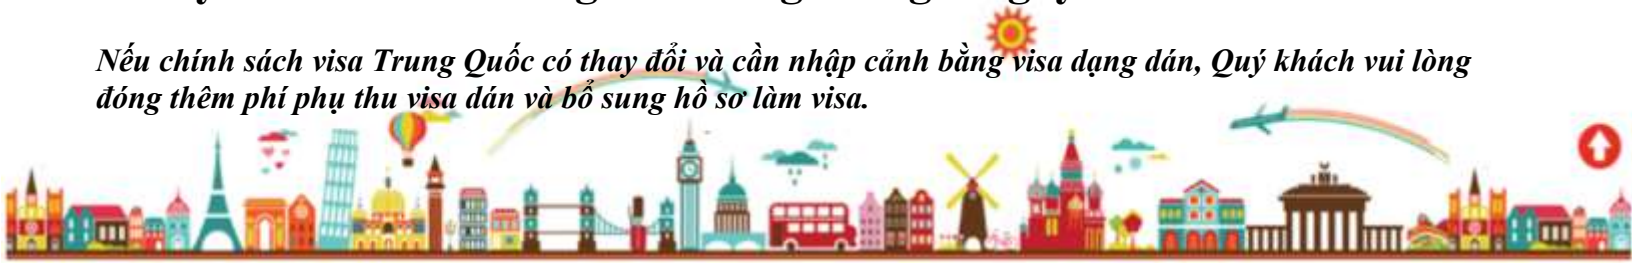 Nếu chính sách visa Trung Quốc có thay đổi và cần nhập cảnh bằng visa dạng dán, Quý khách vui lòng
đóng thêm phí phụ thu visa dán và bổ sung hồ sơ làm visa.